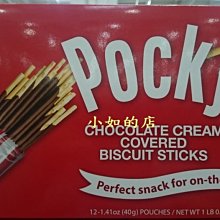 Pocky
小如的店
CHOCOLATE CREAM
COVERED
BISCUIT STICKS
Perfect snack for on-the
12-1.41oz (40g) POUCHES / NET WT 1 LB